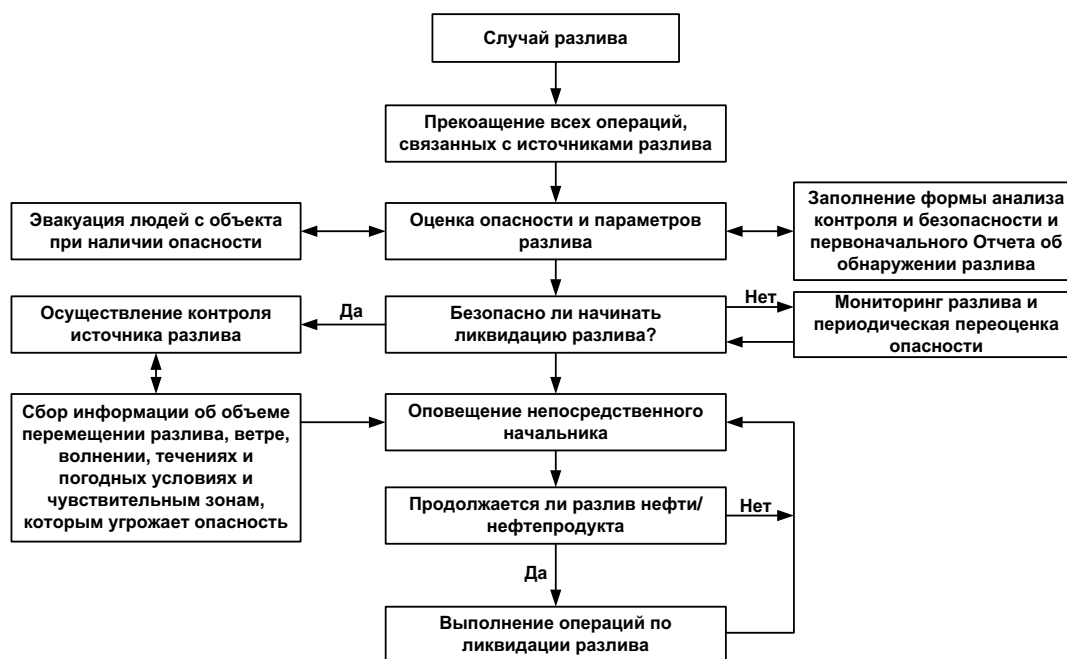 Случай разлива
Прекоащение всех операций,
связанных с источниками разлива
Эвакуация людей с объекта
при наличии опасности
Оценка опасности и параметров
разлива
Заполнение формы анализа
контроля и безопасности и
первоначального Отчета об
обнаружении разлива
Осуществление контроля
источника разлива
Да
Безопасно ли начинать
ликвидацию разлива?
Нет
Мониторинг разлива и
периодическая переоценка
опасности
Сбор информации об объеме
перемещении разлива, ветре,
волнении, течениях и
погодных условиях и
чувствительным зонам,
которым угрожает опасность
Оповещение непосредственного
начальника
Продолжается ли разлив нефти/
нефтепродукта
Нет
Да
Выполнение операций по
ликвидации разлива